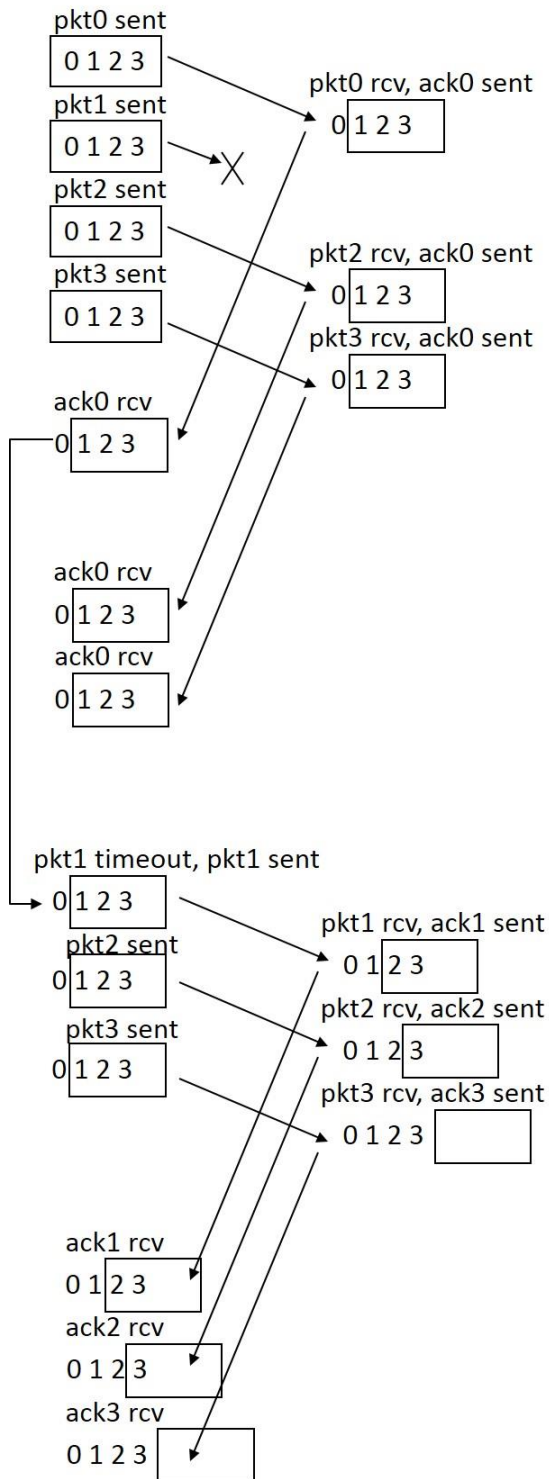 pkt0 sent
0 1 2 3
pkt0 rcv, ack0 sent
0 1 2 3
pkt1 sent
0 1 2 3
pkt2 sent
0 1 2 3
pkt2 rcv, ack0 sent
0 1 2 3
pkt3 sent
0 1 2 3
pkt3 rcv, ack0 sent
0 1 2 3
ack0 rcv
0 1 2 3
ack0 rcv
0 1 2 3
ack0 rcv
0 1 2 3
pkt1 timeout, pkt1 sent
0 1 2 3
pkt1 rcv, ack1 sent
0 1 2 3
pkt2 sent
0 1 2 3
pkt2 rcv, ack2 sent
0 1 2 3
pkt3 sent
0 1 2 3
pkt3 rcv, ack3 sent
0 1 2 3
ack1 rcv
0 1 2 3
ack2 rcv
0 1 2 3
ack3 rcv
0 1 2 3